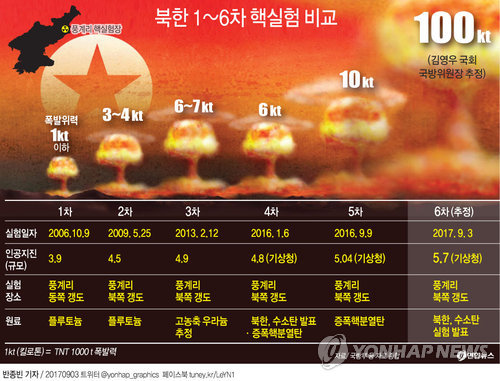 북한 1~6차 핵실험 비교
풍계리 핵실험장
100kt
(김영우 국회
국방위원장 추정)
폭발위력
1kt
이하
3~4kt
6~7kt
6kt
10kt
1차 2차 3차 4차 5차 6차(추정)
실험일자 2006.10.9 2009.5.25 2013.2.12 2016.1.6 2016.9.9 2017.9.3
인공지진
(규모) 3.9 4.5 4.9 4.8(기상청) 5.04(기상청) 5.7(기상청)
실험 풍계리 풍계리 풍계리 풍계리 풍계리 풍계리
장소 동쪽 갱도 북쪽 갱도 북쪽 갱도 북쪽 갱도 북쪽 갱도 북쪽 갱도
원료 플루토늄 플루토늄 고농축 우라늄 북한, 수소탄 발표 증폭핵분열탄 북한, 수소탄
추정 · 증폭핵분열탄 실험 발표
1kt(킬로톤) = TNT 1000t폭발력
자료/ 국방부 등
연합뉴스
YONHAP NEWS
반종빈 기자 / 20170903 트위터 @yonhap_graphics 페이스북 tuney.kr/LeYN1